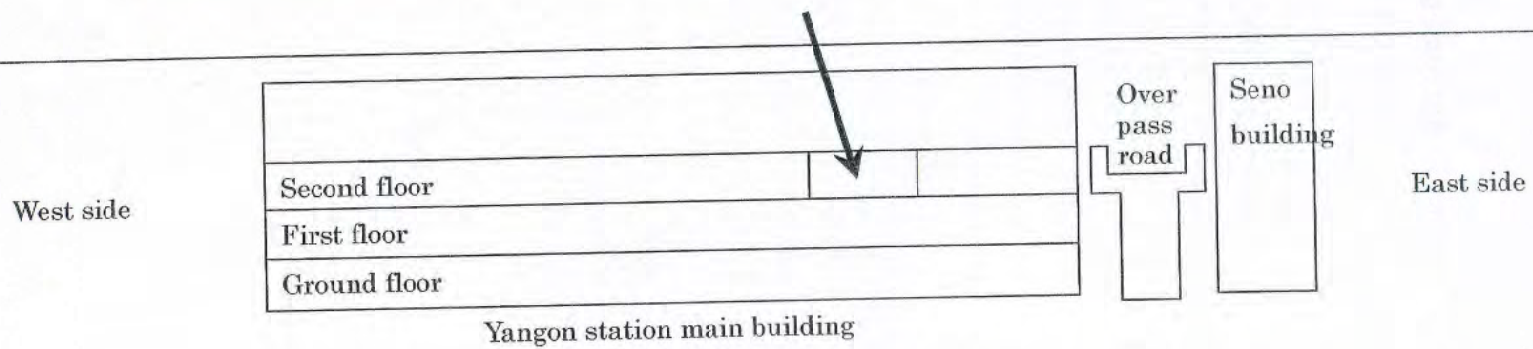 West side
Second floor
First floor
Ground floor
Yangon station main building
Over
pass
road
Seno
building
East side